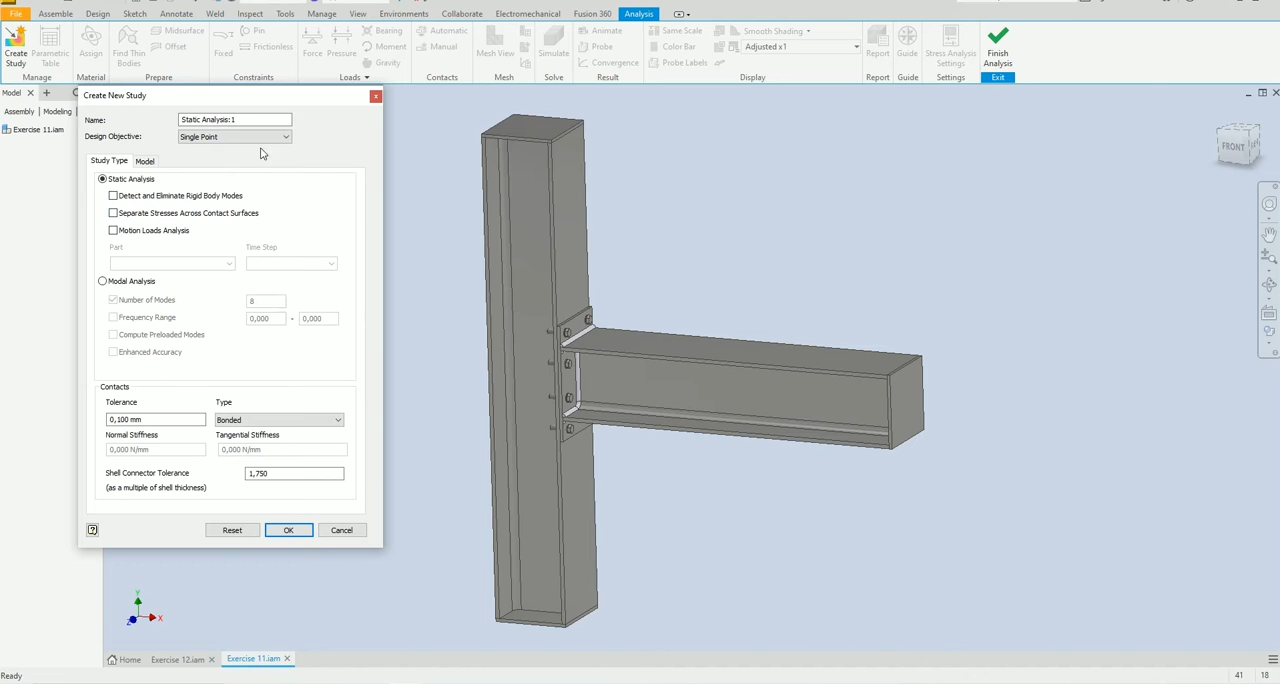 File Assemble Design Sketch Annotate Weld Inspect Tools Manage View Environments Collaborate Electromechanical Fusion 360 Analysis
Create Study
Parametric Table
Manage
Assign
Material
Find Thin Bodies
Midsurface
Offset
Prepare
Fixed
Pin
Frictionless
Constraints
Force
Pressure
Bearing
Moment
Gravity
Loads
Automatic
Manual
Contacts
Mesh View
Mesh
Simulate
Solve
Animate
Probe
Convergence
Result
Same Scale
Color Bar
Probe Labels
Smooth Shading
Adjusted x1
Display
Report
Report
Guide
Guide
Stress Analysis Settings
Settings
Finish Analysis
Exit
Model
Assembly Modeling
Exercise 11.iam
Create New Study
Name: Static Analysis:1
Design Objective: Single Point
Study Type Model
Static Analysis
Detect and Eliminate Rigid Body Modes
Separate Stresses Across Contact Surfaces
Motion Loads Analysis
Part Time Step
Modal Analysis
Number of Modes 8
Frequency Range 0,000 - 0,000
Compute Preloaded Modes
Enhanced Accuracy
Contacts
Tolerance Type
0,100 mm Bonded
Normal Stiffness Tangential Stiffness
0,000 N/mm 0,000 N/mm
Shell Connector Tolerance 1,750
(as a multiple of shell thickness)
Reset OK Cancel
FRONT
Y
X
Z
Home Exercise 12.iam Exercise 11.iam
Ready 41 18